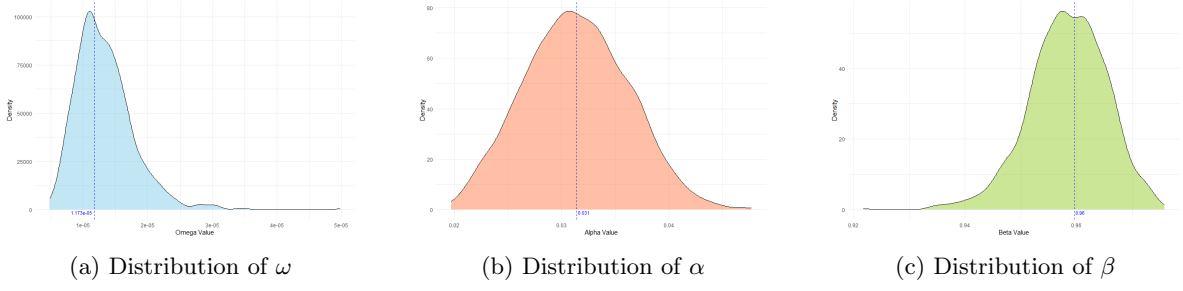 100000
75000
50000
25000
0
Density
1.173e-05
1e-05 2e-05 3e-05 4e-05 5e-05
Omega Value
(a) Distribution of ω
80
60
40
20
0
Density
0.031
0.02 0.03 0.04
Alpha Value
(b) Distribution of α
40
20
0
Density
0.96
0.92 0.94 0.96
Beta Value
(c) Distribution of β